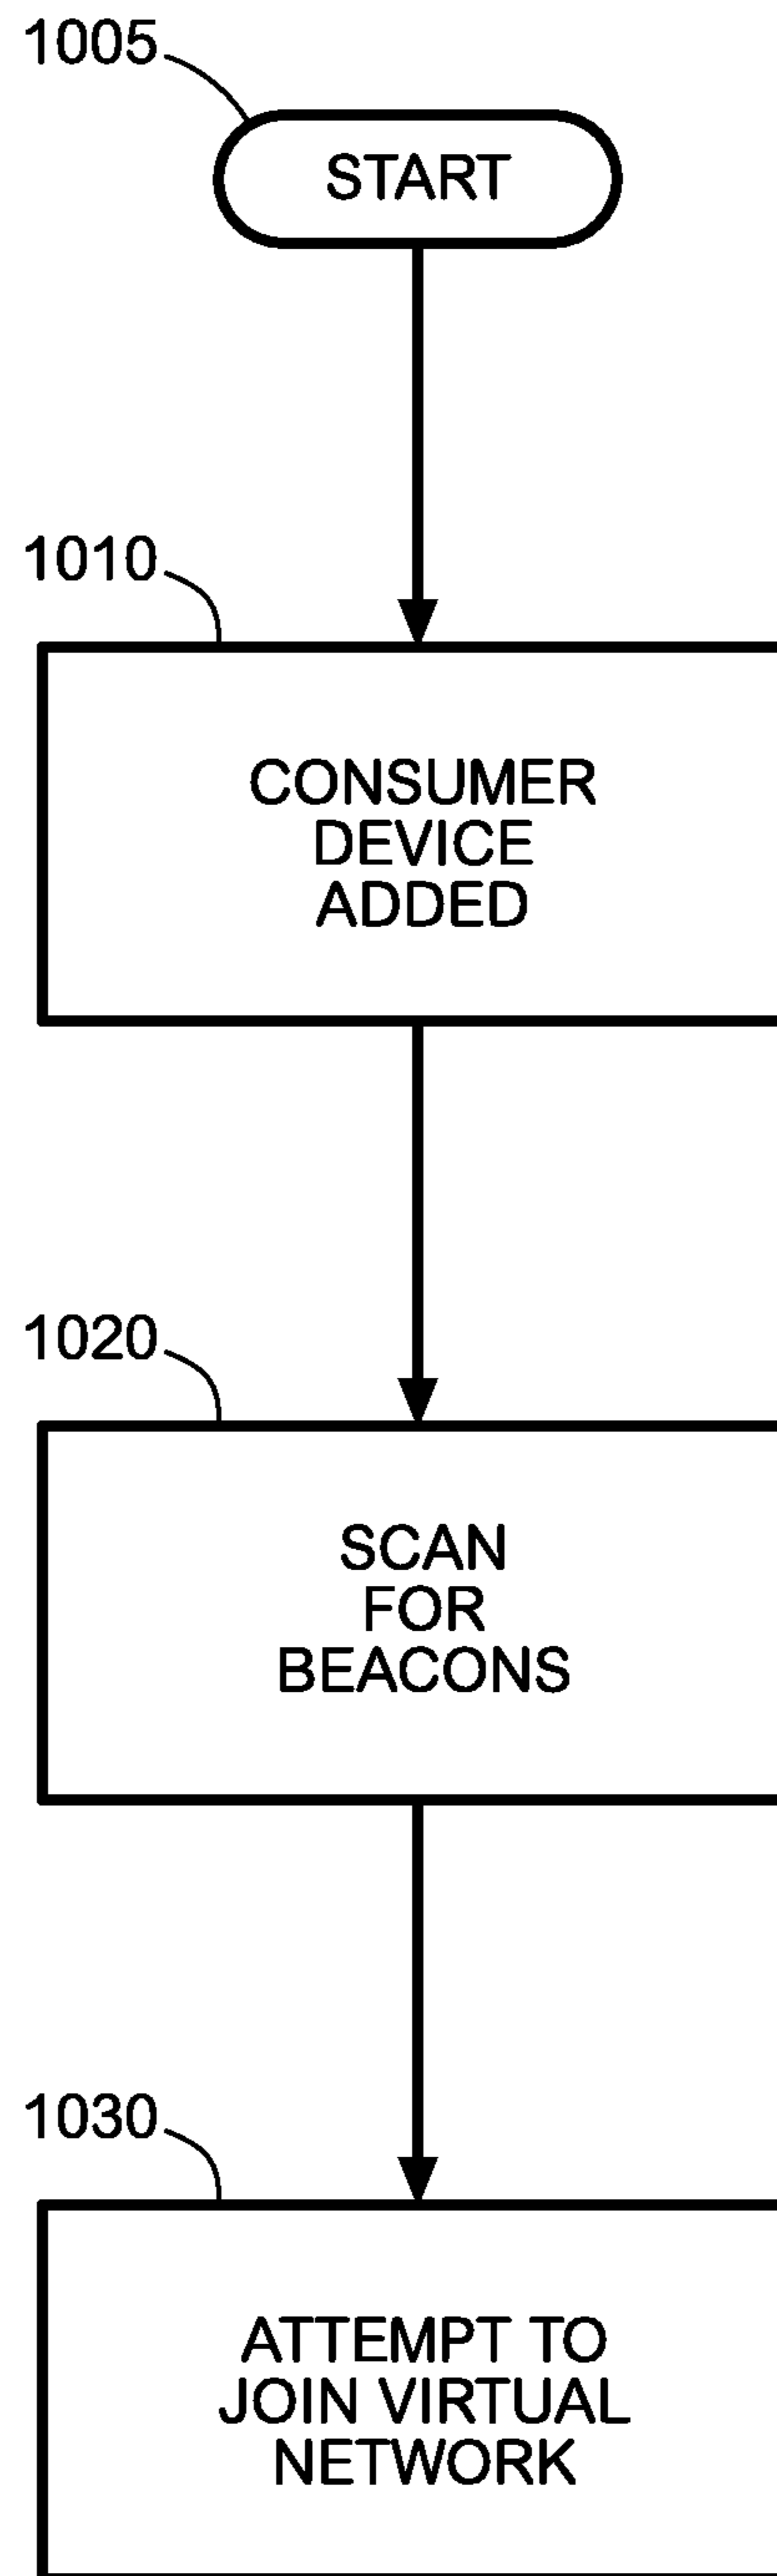 1005
START
1010
CONSUMER
DEVICE
ADDED
1020
SCAN
FOR
BEACONS
1030
ATTEMPT TO
JOIN VIRTUAL
NETWORK